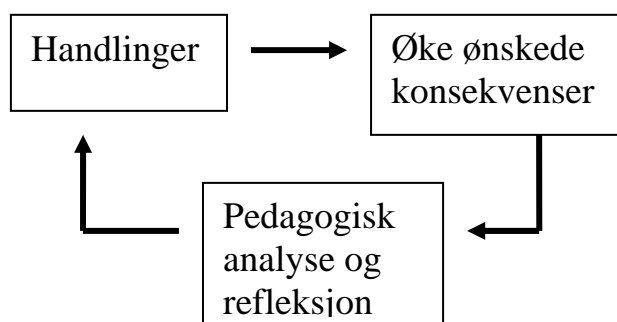 Handlinger
Øke ønskede
konsekvenser
Pedagogisk
analyse og
refleksjon